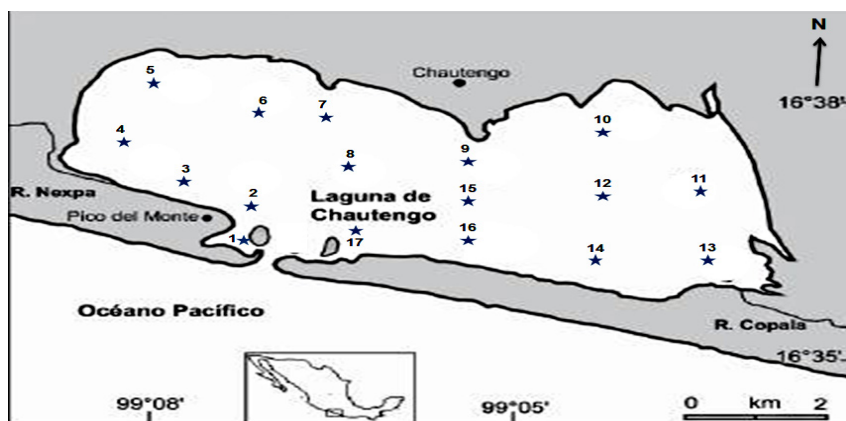 N
5
Chautengo
16°38'
6
7
10
4
9
8
3
11
R. Nexpa
2
Laguna de
Chautengo
15
12
Pico del Monte
1
17
16
14
13
Océano Pacífico
R. Copala
16°35'
99°08'
99°05'
0 km 2